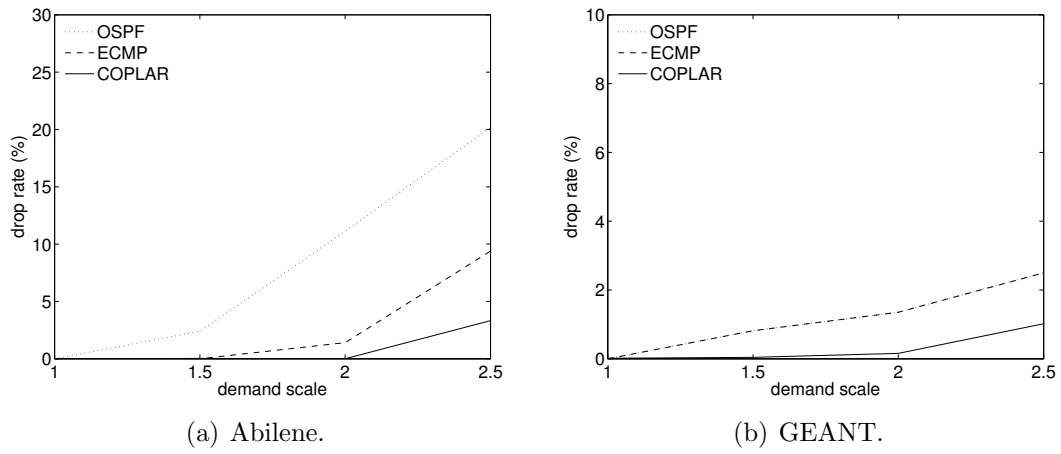 30
25
20
15
10
5
0
drop rate (%)
OSPF
ECMP
COPLAR
1
1.5
2
2.5
demand scale
(a) Abilene.
10
8
6
4
2
0
drop rate (%)
OSPF
ECMP
COPLAR
1
1.5
2
2.5
demand scale
(b) GEANT.